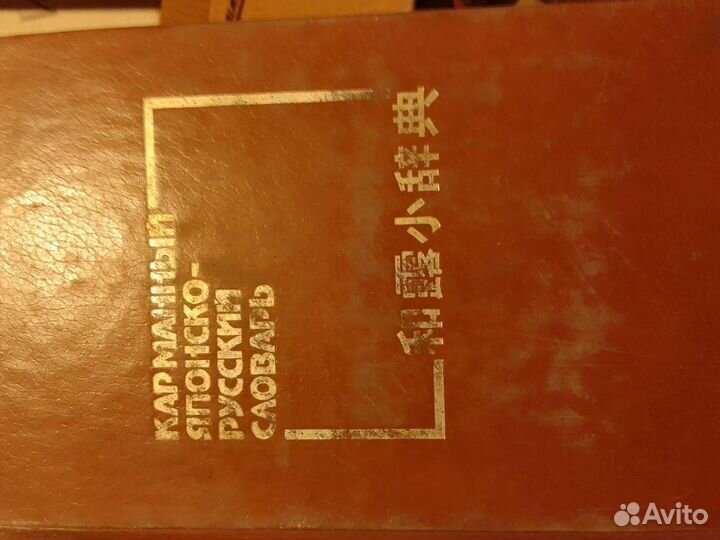 КАРМАННЫЙ
ЯПОНСКО-
РУССКИЙ
СЛОВАРЬ
和露小辞典
Avito